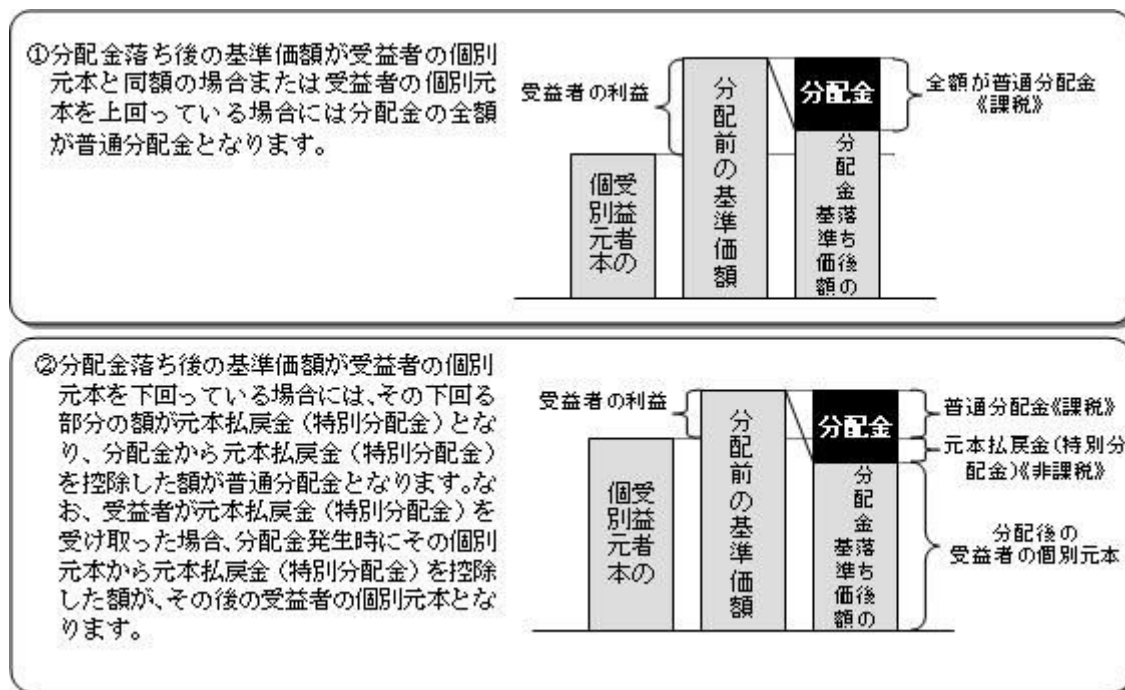 ①分配金落ち後の基準価額が受益者の個別
元本と同額の場合または受益者の個別元
本を上回っている場合には分配金の全額
が普通分配金となります。
受益者の利益
受益者の
個別元本
分配前の基準価額
分配金
分配金落ち後の
基準価額
全額が普通分配金
《課税》
②分配金落ち後の基準価額が受益者の個別
元本を下回っている場合には、その下回る
部分の額が元本払戻金（特別分配金）とな
り、分配金から元本払戻金（特別分配金）
を控除した額が普通分配金となります。な
お、受益者が元本払戻金（特別分配金）を
受け取った場合、分配金発生時にその個別
元本から元本払戻金（特別分配金）を控除
した額が、その後の受益者の個別元本とな
ります。
受益者の利益
受益者の
個別元本
分配前の基準価額
分配金
分配金落ち後の
基準価額
普通分配金《課税》
元本払戻金（特別分
配金）《非課税》
分配後の
受益者の個別元本